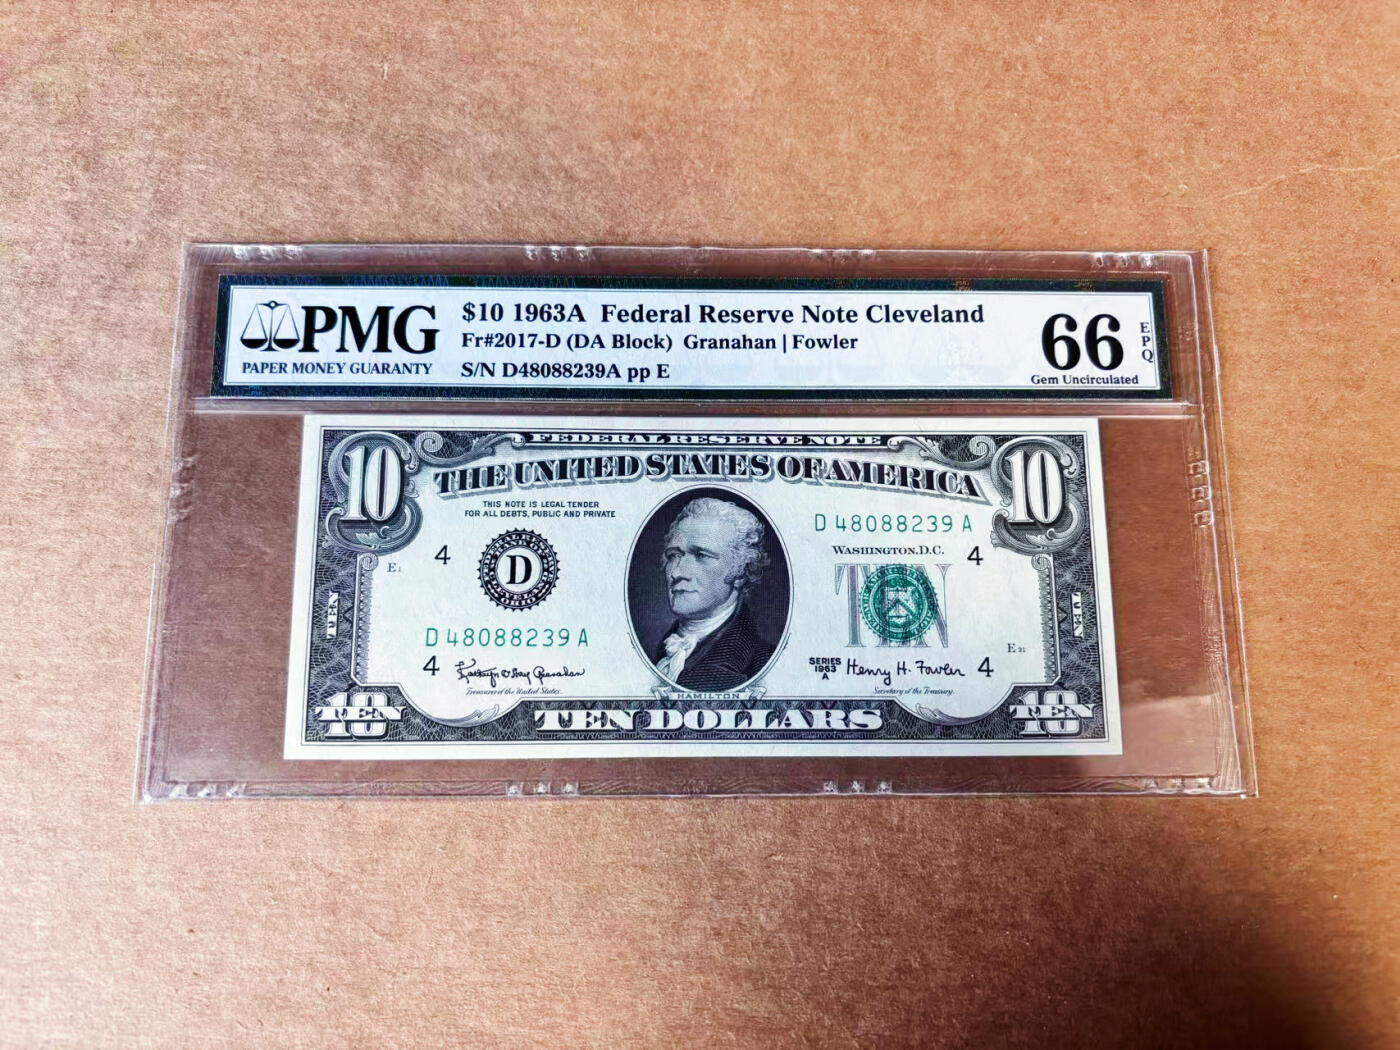 PMG
PAPER MONEY GUARANTY
$10 1963A Federal Reserve Note Cleveland
Fr#2017-D (DA Block) Granahan | Fowler
S/N D48088239A pp E
66
EPQ
Gem Uncirculated
FEDERAL RESERVE NOTE
10
THE UNITED STATES OF AMERICA
10
THIS NOTE IS LEGAL TENDER
FOR ALL DEBTS, PUBLIC AND PRIVATE
D 48088239 A
WASHINGTON, D.C.
4
4
D
TEN
TEN
TEN
D 48088239 A
4
Treasurer of the United States.
SERIES
1963
A
Henry H. Fowler
Secretary of the Treasury.
4
HAMILTON
10
TEN
TEN DOLLARS
10
TEN